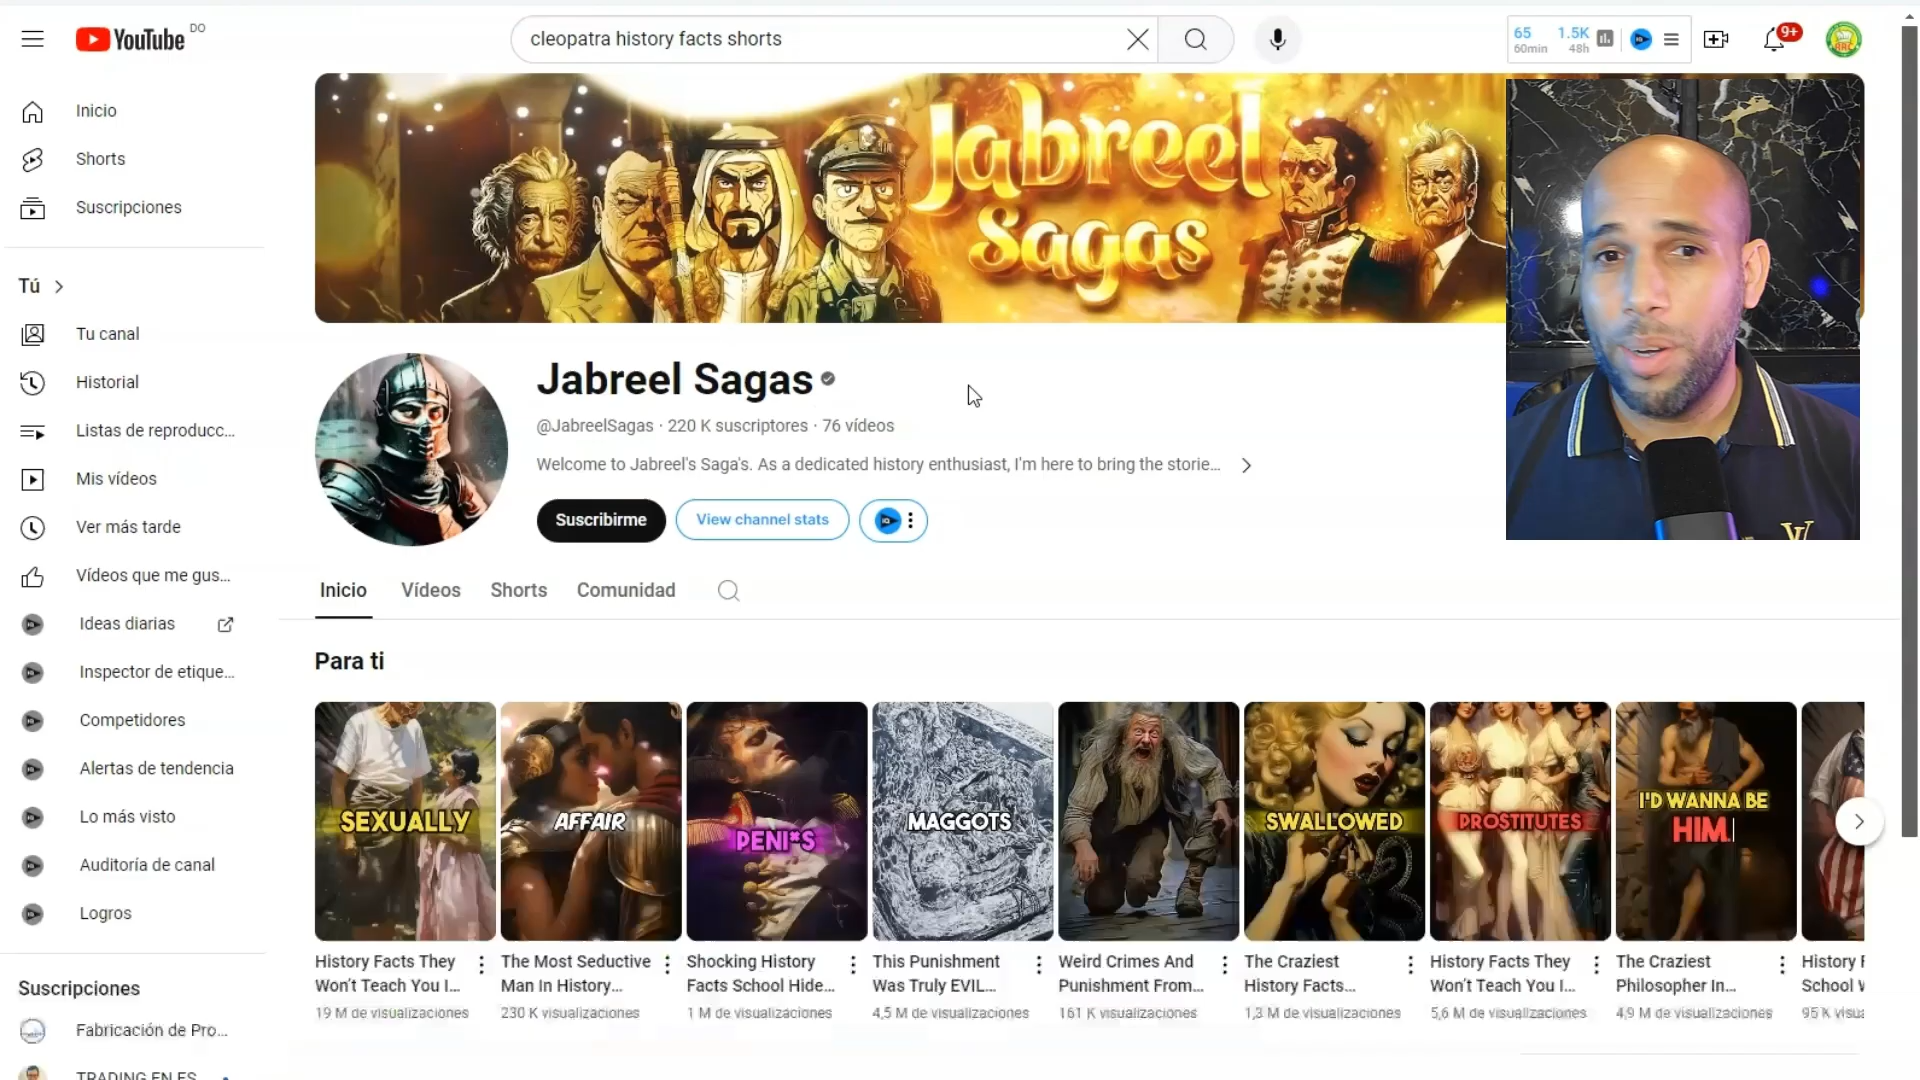 YouTube DO
cleopatra history facts shorts
65 1.5K
60min 48h
9+
Inicio
Shorts
Suscripciones
Tú
Tu canal
Historial
Listas de reproducc...
Mis vídeos
Ver más tarde
Vídeos que me gus...
Ideas diarias
Inspector de etique...
Competidores
Alertas de tendencia
Lo más visto
Auditoría de canal
Logros
Suscripciones
Fabricación de Pro...
TRADING EN ES
Jabreel
Sagas
Jabreel Sagas
@JabreelSagas · 220 K suscriptores · 76 vídeos
Welcome to Jabreel's Saga's. As a dedicated history enthusiast, I'm here to bring the storie...
Suscribirme
View channel stats
Inicio Vídeos Shorts Comunidad
Para ti
SEXUALLY
AFFAIR
PENI*S
MAGGOTS
SWALLOWED
PROSTITUTES
I'D WANNA BE
HIM.
History Facts They
Won't Teach You I...
19 M de visualizaciones
The Most Seductive
Man In History...
230 K visualizaciones
Shocking History
Facts School Hide...
1 M de visualizaciones
This Punishment
Was Truly EVIL...
4,5 M de visualizaciones
Weird Crimes And
Punishment From...
161 K visualizaciones
The Craziest
History Facts...
1,3 M de visualizaciones
History Facts They
Won't Teach You I...
5,6 M de visualizaciones
The Craziest
Philosopher In...
4,9 M de visualizaciones
History
School
95 K